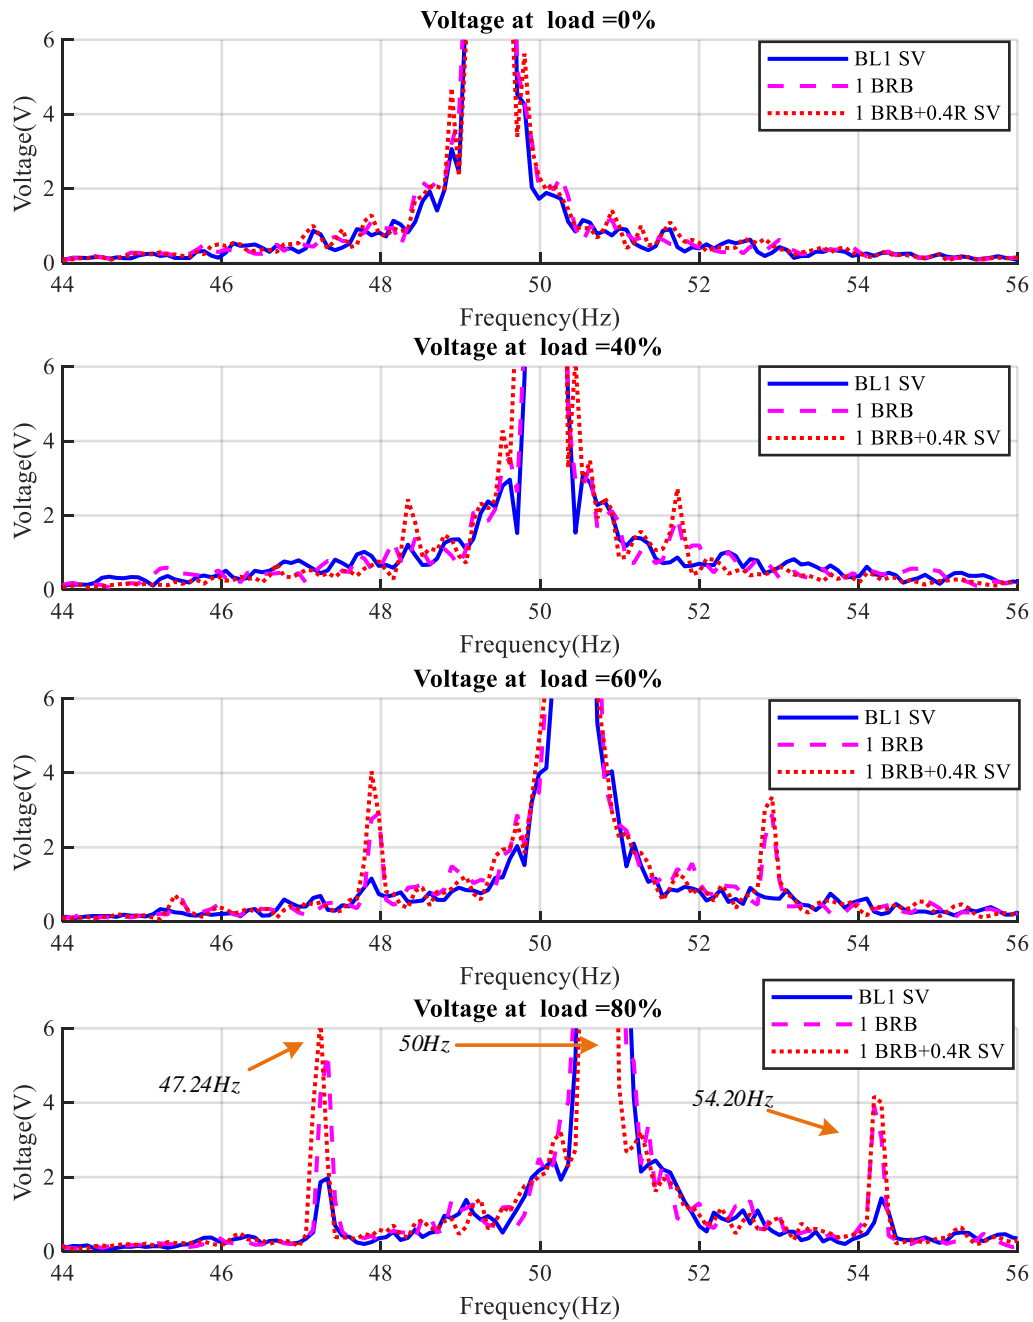 Voltage at load =0%
6
4
2
0
Voltage(V)
BL1 SV
1 BRB
1 BRB+0.4R SV
44 46 48 50 52 54 56
Frequency(Hz)
Voltage at load =40%
6
4
2
0
Voltage(V)
BL1 SV
1 BRB
1 BRB+0.4R SV
44 46 48 50 52 54 56
Frequency(Hz)
Voltage at load =60%
6
4
2
0
Voltage(V)
BL1 SV
1 BRB
1 BRB+0.4R SV
44 46 48 50 52 54 56
Frequency(Hz)
Voltage at load =80%
6
4
2
0
Voltage(V)
BL1 SV
1 BRB
1 BRB+0.4R SV
47.24Hz
50Hz
54.20Hz
44 46 48 50 52 54 56
Frequency(Hz)